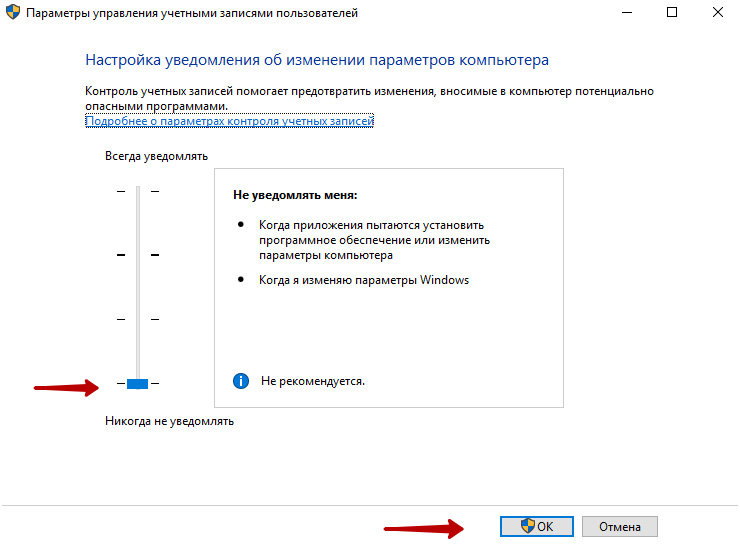 Параметры управления учетными записями пользователей
Настройка уведомления об изменении параметров компьютера
Контроль учетных записей помогает предотвратить изменения, вносимые в компьютер потенциально
опасными программами.
Подробнее о параметрах контроля учетных записей
Всегда уведомлять
Не уведомлять меня:
Когда приложения пытаются установить
программное обеспечение или изменить
параметры компьютера
Когда я изменяю параметры Windows
Не рекомендуется.
Никогда не уведомлять
ОК
Отмена